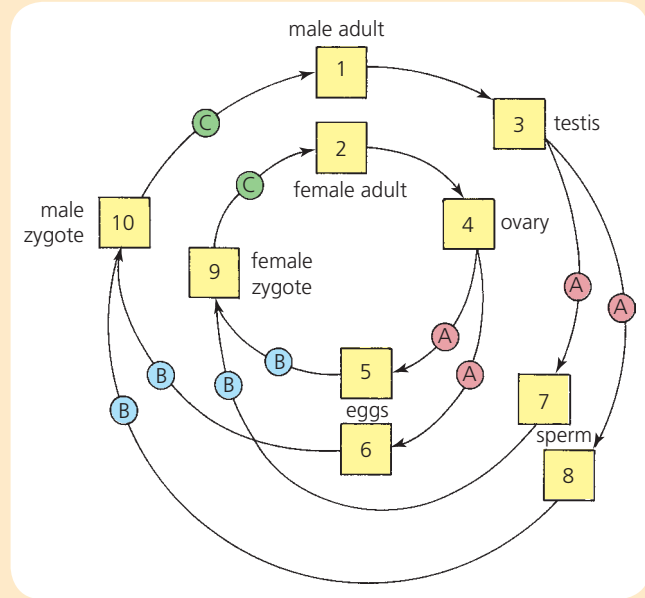 male adult
1
3 testis
C
2
female adult
C
male
zygote
10
4 ovary
9
female
zygote
A
A
A
B
5
eggs
A
B
B
7
sperm
B
6
8